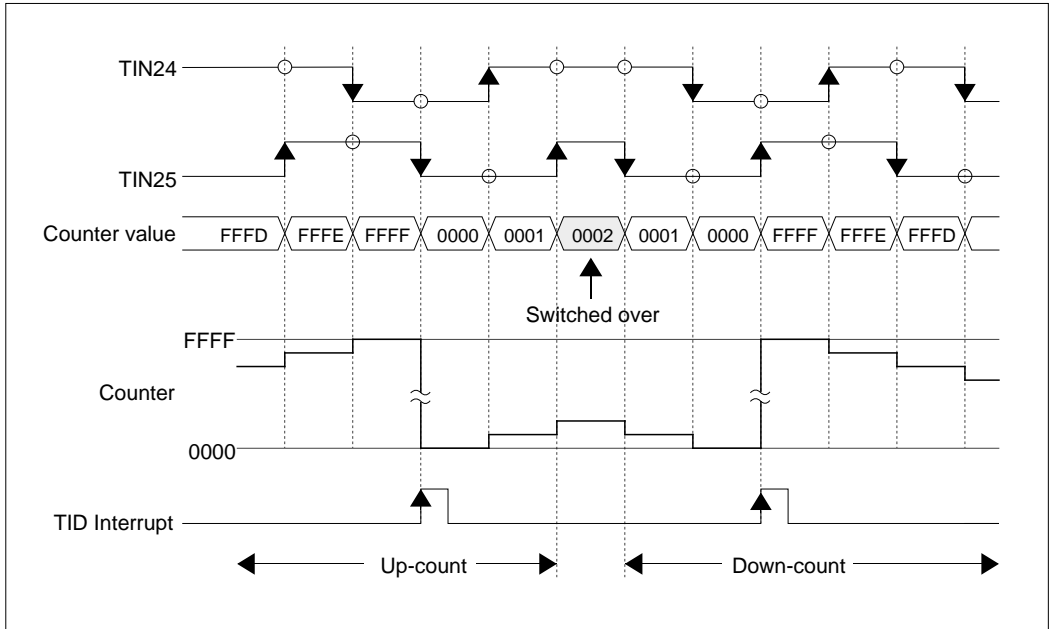 TIN24
TIN25
Counter value FFFD FFFE FFFF 0000 0001 0002 0001 0000 FFFF FFFE FFFD
Switched over
FFFF
Counter
0000
TID Interrupt
Up-count Down-count